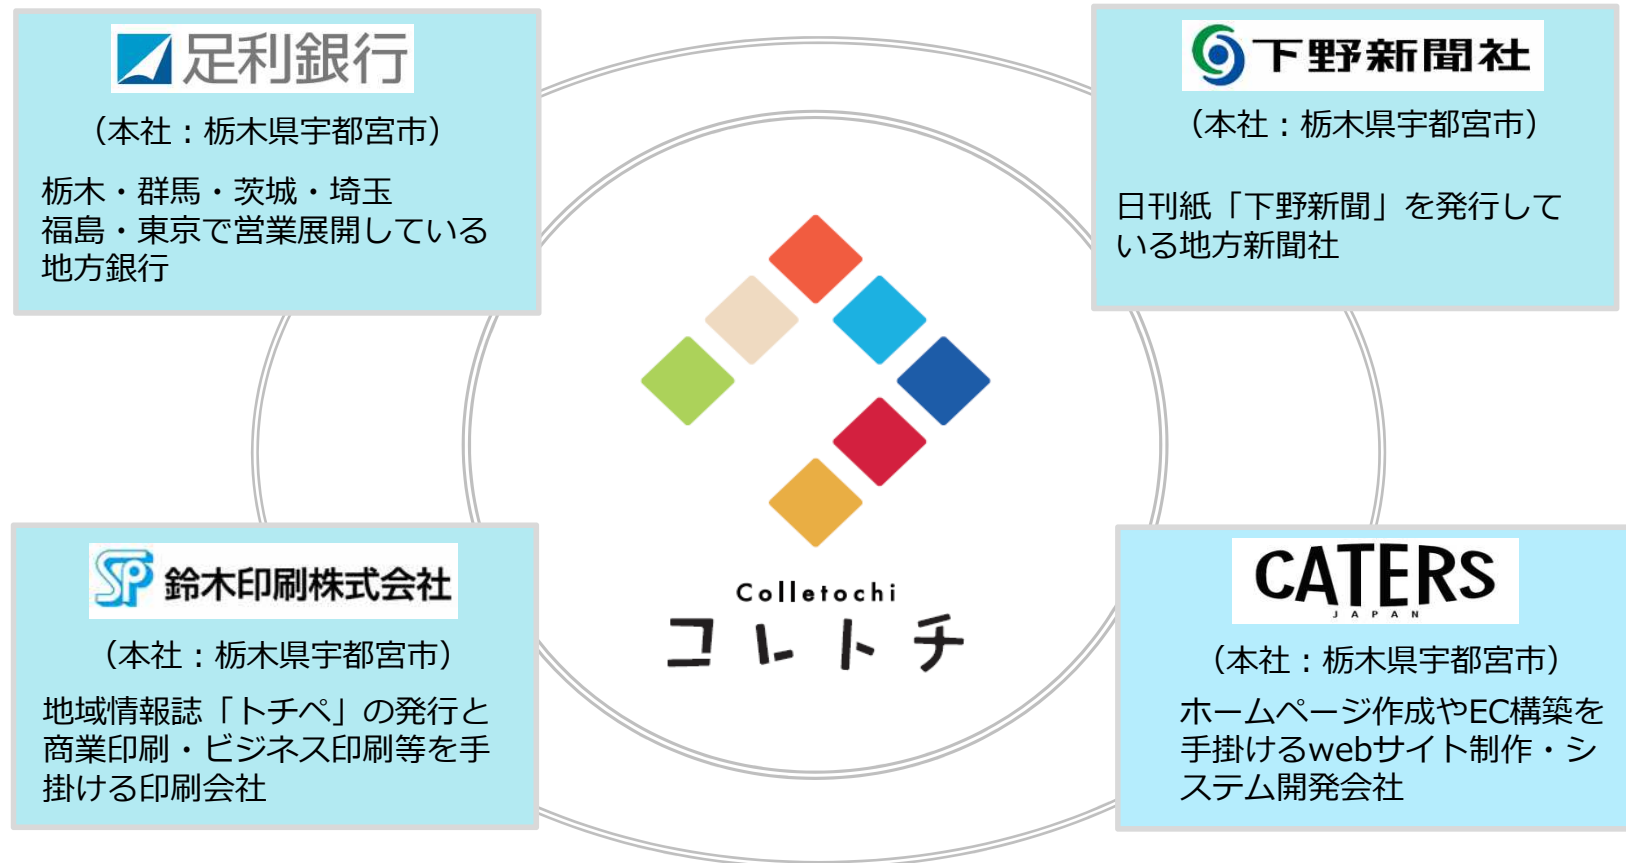 足利銀行
（本社：栃木県宇都宮市）
栃木・群馬・茨城・埼玉
福島・東京で営業展開している
地方銀行
下野新聞社
（本社：栃木県宇都宮市）
日刊紙「下野新聞」を発行して
いる地方新聞社
Colletochi
コレトチ
SP 鈴木印刷株式会社
（本社：栃木県宇都宮市）
地域情報誌「トチペ」の発行と
商業印刷・ビジネス印刷等を手
掛ける印刷会社
CATERS
JAPAN
（本社：栃木県宇都宮市）
ホームページ作成やEC構築を
手掛けるwebサイト制作・シ
ステム開発会社